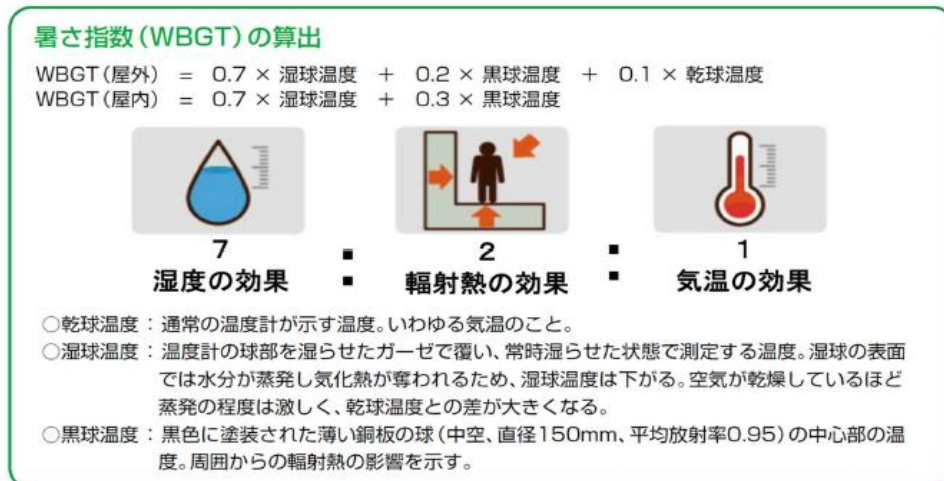 暑さ指数(WBGT)の算出
WBGT(屋外) = 0.7 × 湿球温度 + 0.2 × 黒球温度 + 0.1 × 乾球温度
WBGT(屋内) = 0.7 × 湿球温度 + 0.3 × 黒球温度
7 : 2 : 1
湿度の効果 輻射熱の効果 気温の効果
○乾球温度:通常の温度計が示す温度。いわゆる気温のこと。
○湿球温度:温度計の球部を湿らせたガーゼで覆い、常時湿らせた状態で測定する温度。湿球の表面
では水分が蒸発し気化熱が奪われるため、湿球温度は下がる。空気が乾燥しているほど
蒸発の程度は激しく、乾球温度との差が大きくなる。
○黒球温度:黒色に塗装された薄い銅板の球(中空、直径150mm、平均放射率0.95)の中心部の温
度。周囲からの輻射熱の影響を示す。